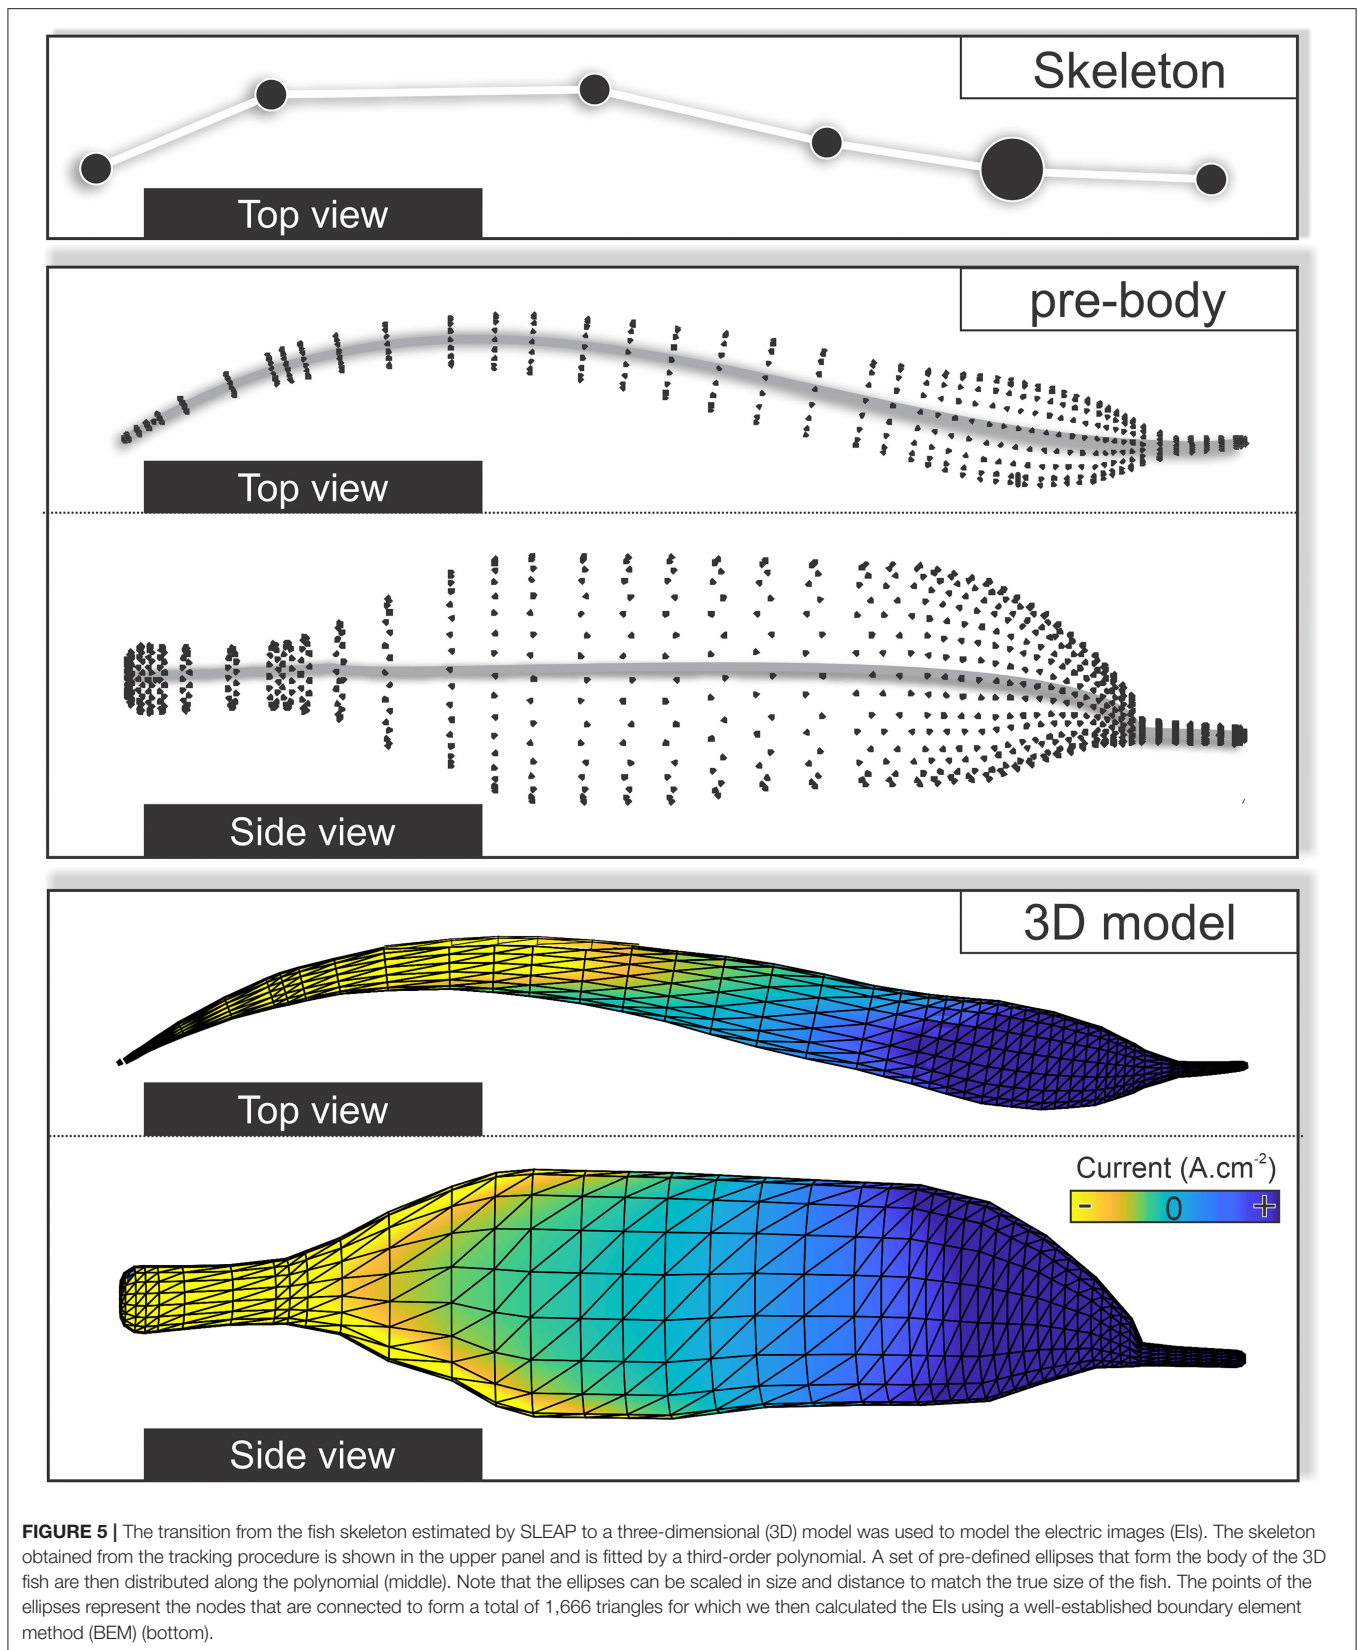 Skeleton
Top view
pre-body
Top view
Side view
3D model
Top view
Current (A.cm-2)
- 0 +
Side view
FIGURE 5 | The transition from the fish skeleton estimated by SLEAP to a three-dimensional (3D) model was used to model the electric images (EIs). The skeleton
obtained from the tracking procedure is shown in the upper panel and is fitted by a third-order polynomial. A set of pre-defined ellipses that form the body of the 3D
fish are then distributed along the polynomial (middle). Note that the ellipses can be scaled in size and distance to match the true size of the fish. The points of the
ellipses represent the nodes that are connected to form a total of 1,666 triangles for which we then calculated the EIs using a well-established boundary element
method (BEM) (bottom).